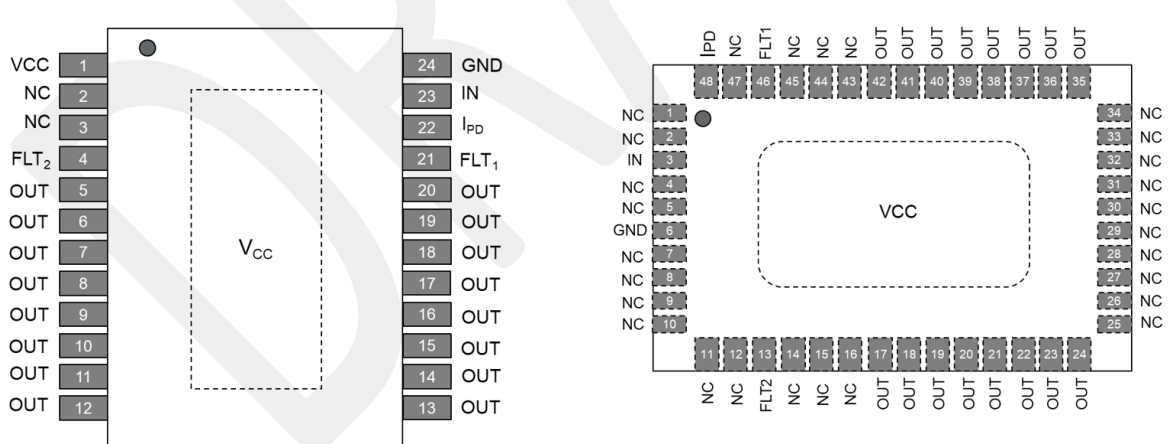 VCC 1
NC 2
NC 3
FLT₂ 4
OUT 5
OUT 6
OUT 7
OUT 8
OUT 9
OUT 10
OUT 11
OUT 12
V_CC
24 GND
23 IN
22 I_PD
21 FLT₁
20 OUT
19 OUT
18 OUT
17 OUT
16 OUT
15 OUT
14 OUT
13 OUT
IPD NC FLT1 NC NC NC OUT OUT OUT OUT OUT OUT OUT OUT
48 47 46 45 44 43 42 41 40 39 38 37 36 35
NC 1
NC 2
IN 3
NC 4
NC 5
GND 6
NC 7
NC 8
NC 9
NC 10
VCC
34 NC
33 NC
32 NC
31 NC
30 NC
29 NC
28 NC
27 NC
26 NC
25 NC
11 12 13 14 15 16 17 18 19 20 21 22 23 24
NC NC FLT2 NC NC NC OUT OUT OUT OUT OUT OUT OUT OUT